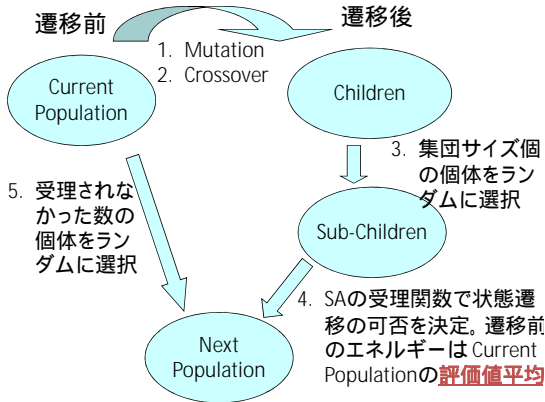 遷移前
遷移後
1. Mutation
2. Crossover
Current
Population
Children
3. 集団サイズ個
の個体をラン
ダムに選択
5. 受理されな
かった数の
個体をラン
ダムに選択
Sub-Children
4. SAの受理関数で状態遷
移の可否を決定。遷移前
のエネルギーは Current
Populationの評価値平均
Next
Population